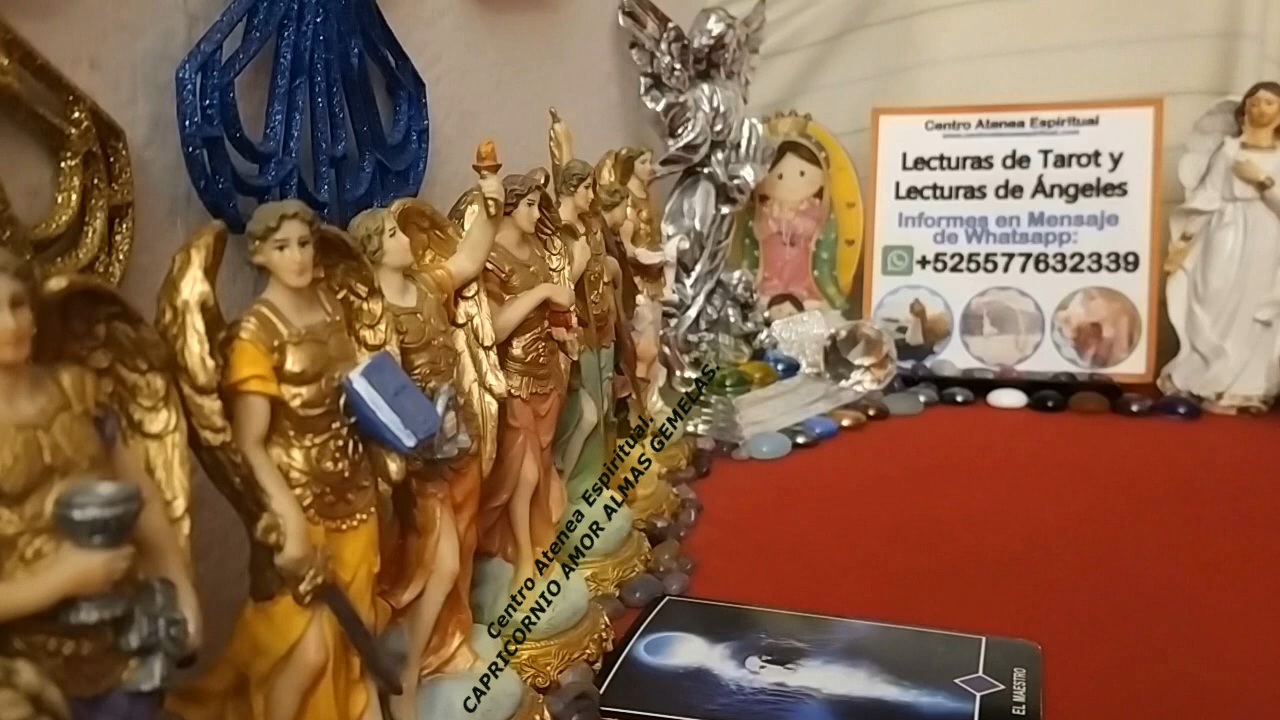 Centro Atenea Espiritual
Lecturas de Tarot y
Lecturas de Ángeles
Informes en Mensaje
de Whatsapp:
+525577632339
Centro Atenea Espiritual.
CAPRICORNIO AMOR ALMAS GEMELAS.
EL MAESTRO